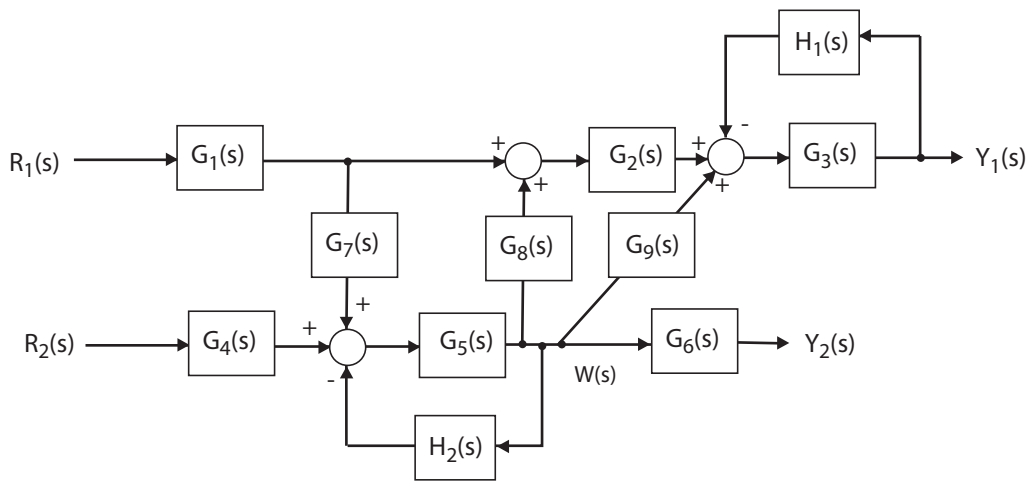 H₁(s)
-
R₁(s)
G₁(s)
+
+
G₂(s)
+
+
G₃(s)
Y₁(s)
G₇(s)
G₈(s)
G₉(s)
+
R₂(s)
G₄(s)
+
-
G₅(s)
W(s)
G₆(s)
Y₂(s)
H₂(s)